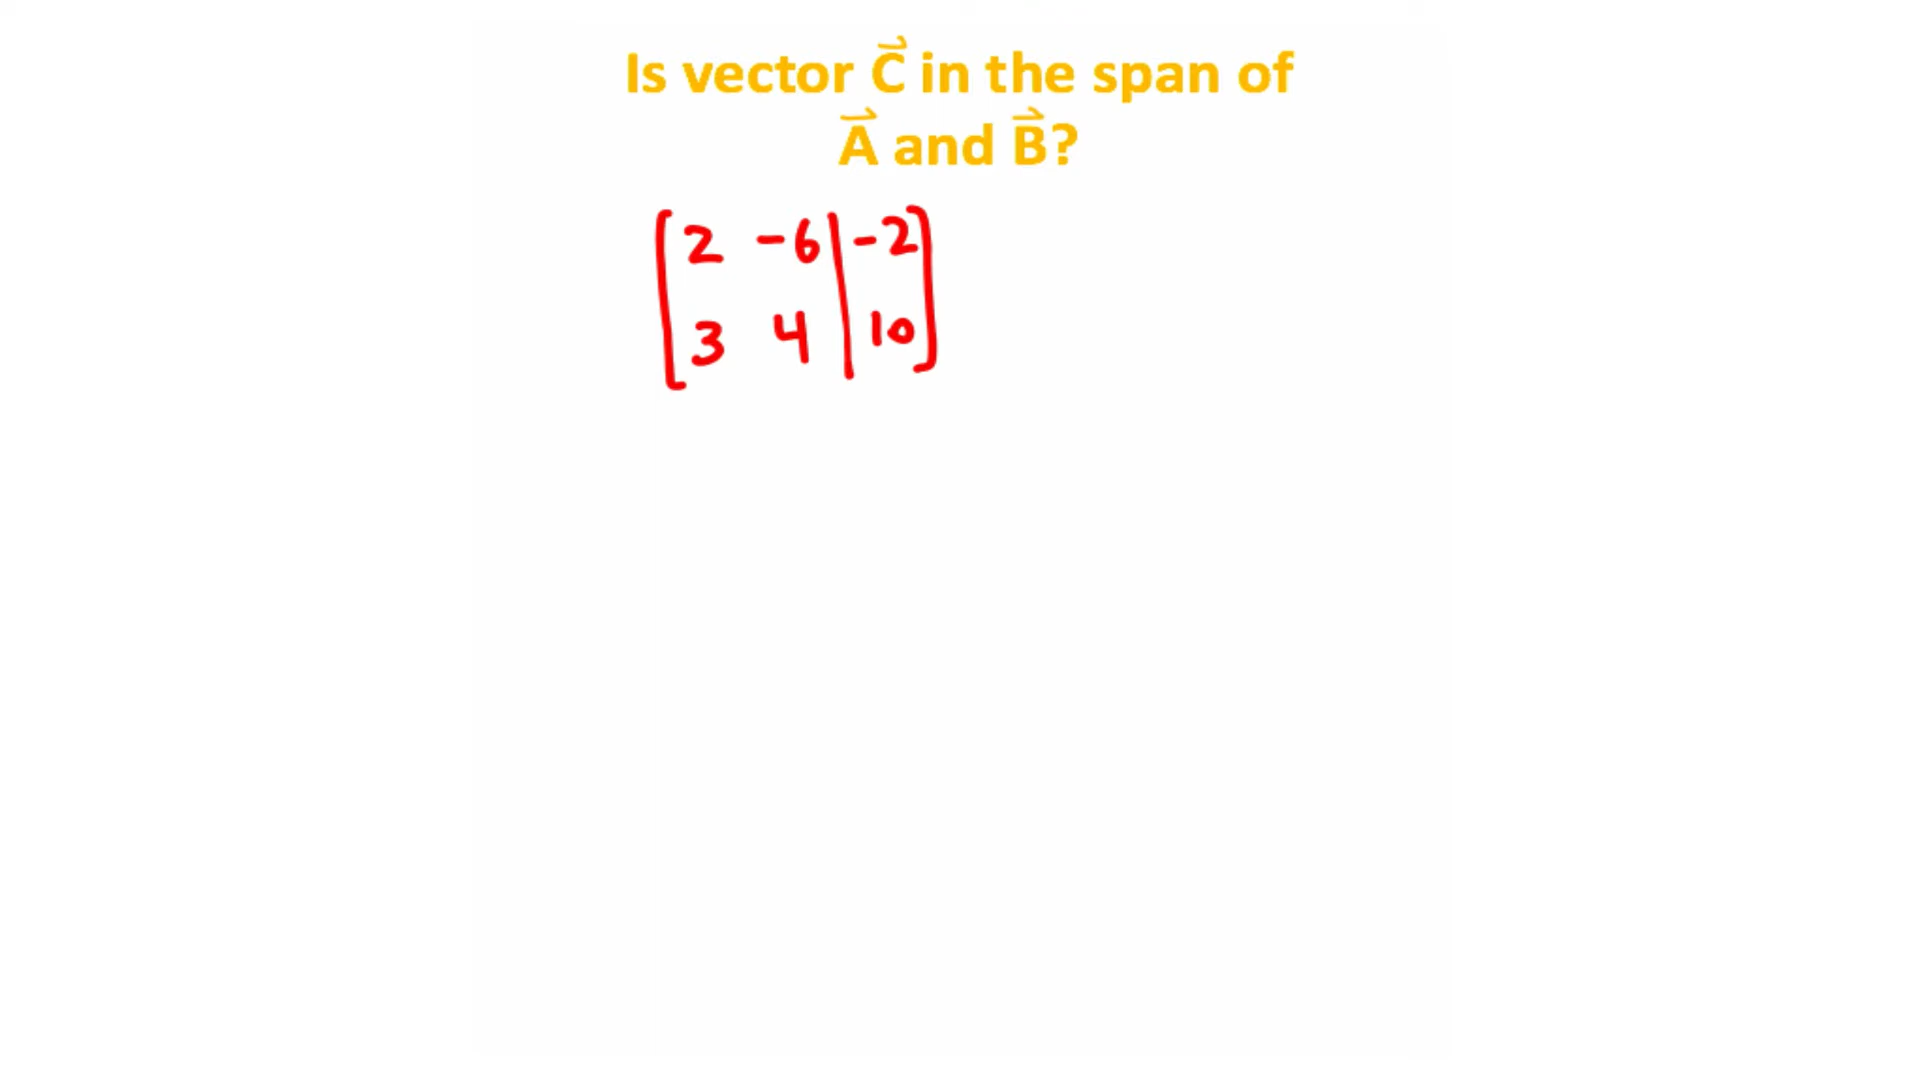 Is vector C⃗ in the span of
A⃗ and B⃗?
2 -6 | -2
3 4 | 10